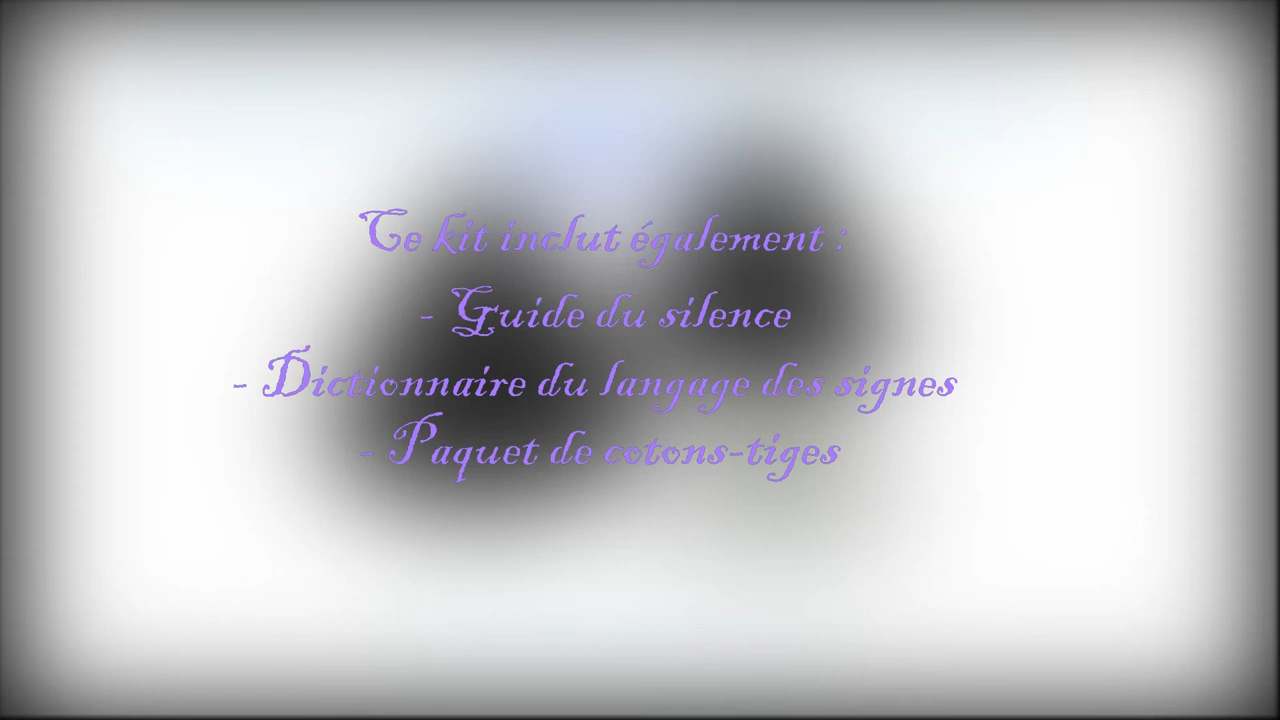 Ce kit inclut également :
- Guide du silence
- Dictionnaire du langage des signes
- Paquet de cotons-tiges